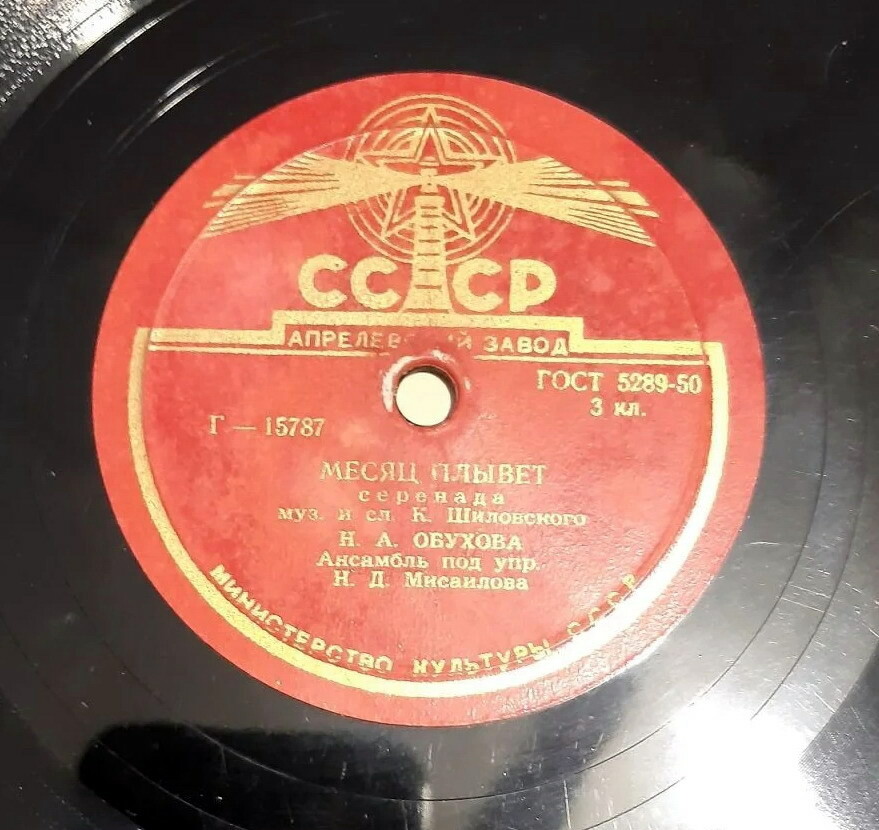 СССР
АПРЕЛЕВСКИЙ ЗАВОД
ГОСТ 5289-50
3 кл.
Г — 15787
МЕСЯЦ ПЛЫВЕТ
серенада
муз. и сл. К. Шиловского
Н. А. ОБУХОВА
Ансамбль под упр.
Н. Д. Мисаилова
МИНИСТЕРСТВО КУЛЬТУРЫ СССР